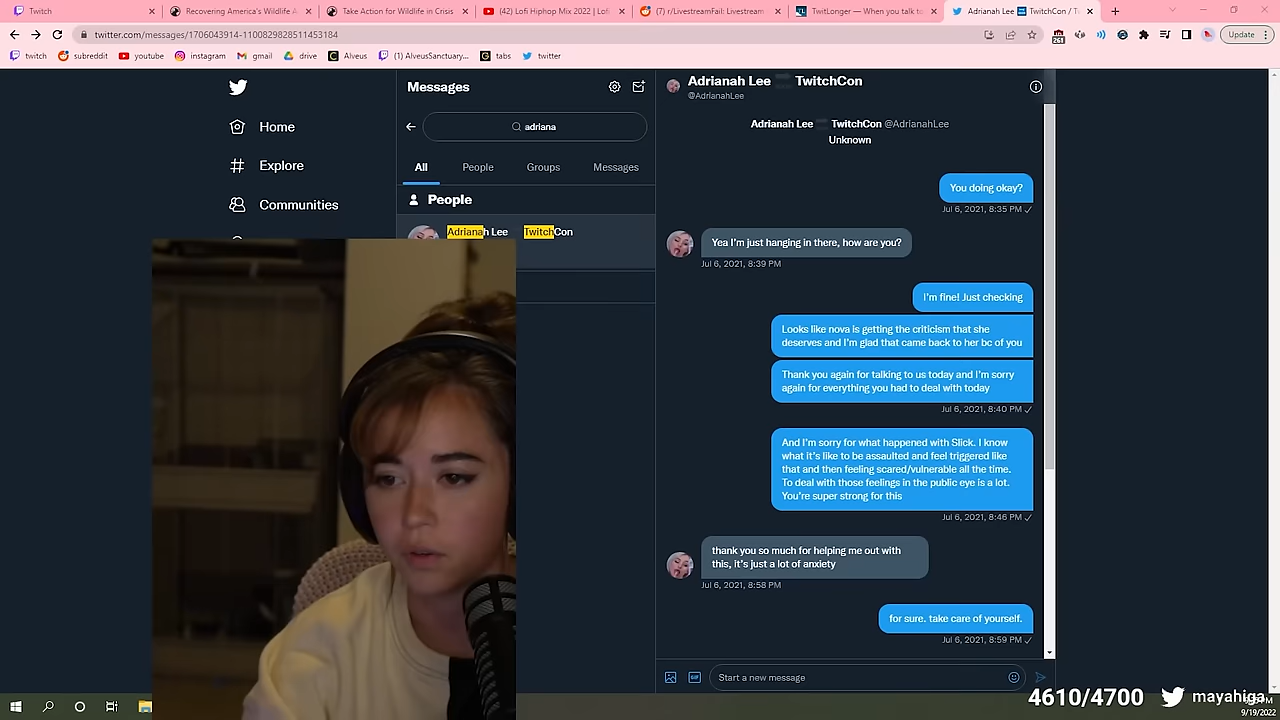 Twitch
Recovering America's Wildlife A
Take Action for Wildlife in Crisis
(42) Lofi Hiphop Mix 2022 | Lofi
(7) r/LivestreamFail: Livestream
TwitLonger — When you talk to
Adrianah Lee TwitchCon / T
twitter.com/messages/1706043914-1100829828511453184
Update
twitch
subreddit
youtube
instagram
gmail
drive
Alveus
(1) AlveusSanctuary...
tabs
twitter
Home
Explore
Communities
Messages
adriana
All
People
Groups
Messages
People
Adrianah Lee TwitchCon
Adrianah Lee TwitchCon
@AdrianahLee
Adrianah Lee TwitchCon @AdrianahLee
Unknown
You doing okay?
Jul 6, 2021, 8:35 PM
Yea I'm just hanging in there, how are you?
Jul 6, 2021, 8:39 PM
I'm fine! Just checking
Looks like nova is getting the criticism that she
deserves and I'm glad that came back to her bc of you
Thank you again for talking to us today and I'm sorry
again for everything you had to deal with today
Jul 6, 2021, 8:40 PM
And I'm sorry for what happened with Slick. I know
what it's like to be assaulted and feel triggered like
that and then feeling scared/vulnerable all the time.
To deal with those feelings in the public eye is a lot.
You're super strong for this
Jul 6, 2021, 8:46 PM
thank you so much for helping me out with
this, it's just a lot of anxiety
Jul 6, 2021, 8:58 PM
for sure. take care of yourself.
Jul 6, 2021, 8:59 PM
GIF
Start a new message
4610/4700
mayahiga
9/19/2022